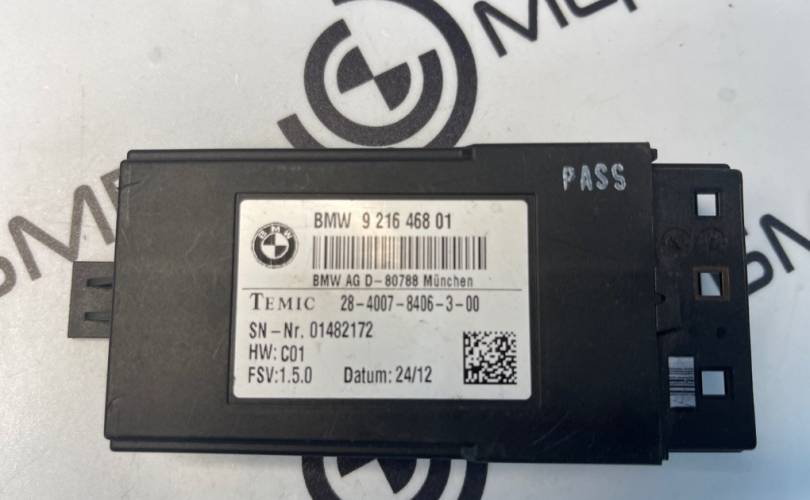 PASS
BMW
BMW 9 216 468 01
BMW AG D-80788 München
TEMIC 28-4007-8406-3-00
SN-Nr. 01482172
HW: C01
FSV:1.5.0 Datum: 24/12